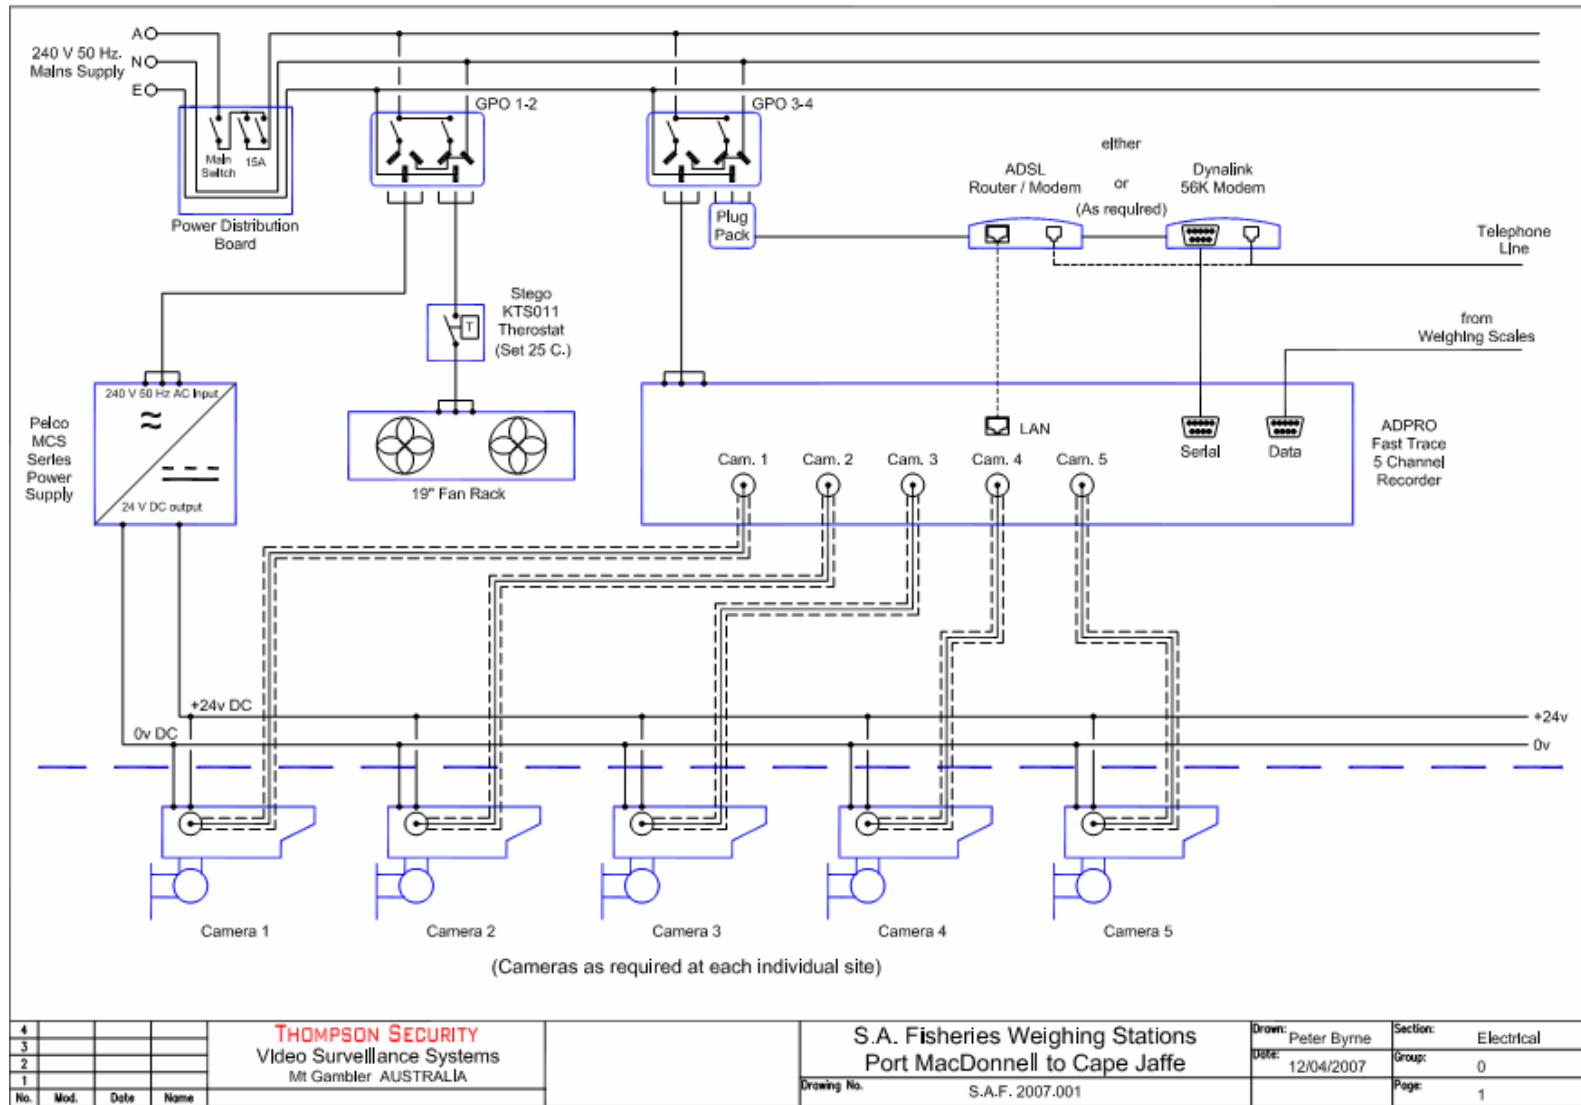 A
240 V 50 Hz.
Mains Supply
N
E
GPO 1-2
GPO 3-4
Main
Switch
15A
Power Distribution
Board
either
ADSL
Router / Modem
or
(As required)
Dynalink
56K Modem
Plug
Pack
Telephone
Line
Stego
KTS011
Therostat
(Set 25 C.)
T
from
Weighing Scales
240 V 50 Hz AC Input
Pelco
MCS
Series
Power
Supply
24 V DC output
19" Fan Rack
LAN
Serial
Data
ADPRO
Fast Trace
5 Channel
Recorder
Cam. 1
Cam. 2
Cam. 3
Cam. 4
Cam. 5
+24v DC
0v DC
+24v
0v
Camera 1
Camera 2
Camera 3
Camera 4
Camera 5
(Cameras as required at each individual site)
4
3
2
1
No. Mod. Date Name
THOMPSON SECURITY
Video Surveillance Systems
Mt Gambler AUSTRALIA
S.A. Fisheries Weighing Stations
Port MacDonnell to Cape Jaffe
Drawing No. S.A.F. 2007.001
Drawn: Peter Byrne
Date: 12/04/2007
Section: Electrical
Group: 0
Page: 1